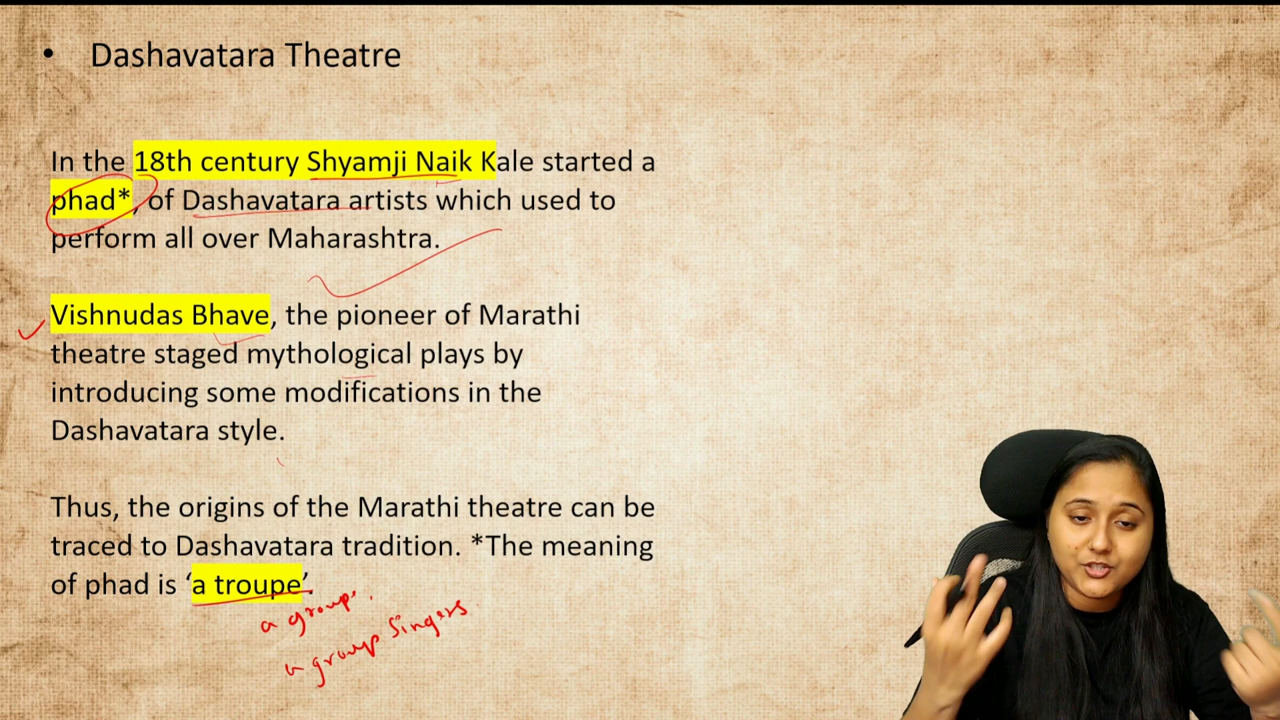 • Dashavatara Theatre
In the 18th century Shyamji Naik Kale started a
phad*, of Dashavatara artists which used to
perform all over Maharashtra.
Vishnudas Bhave, the pioneer of Marathi
theatre staged mythological plays by
introducing some modifications in the
Dashavatara style.
Thus, the origins of the Marathi theatre can be
traced to Dashavatara tradition. *The meaning
of phad is ‘a troupe’.
a group.
a group Singers